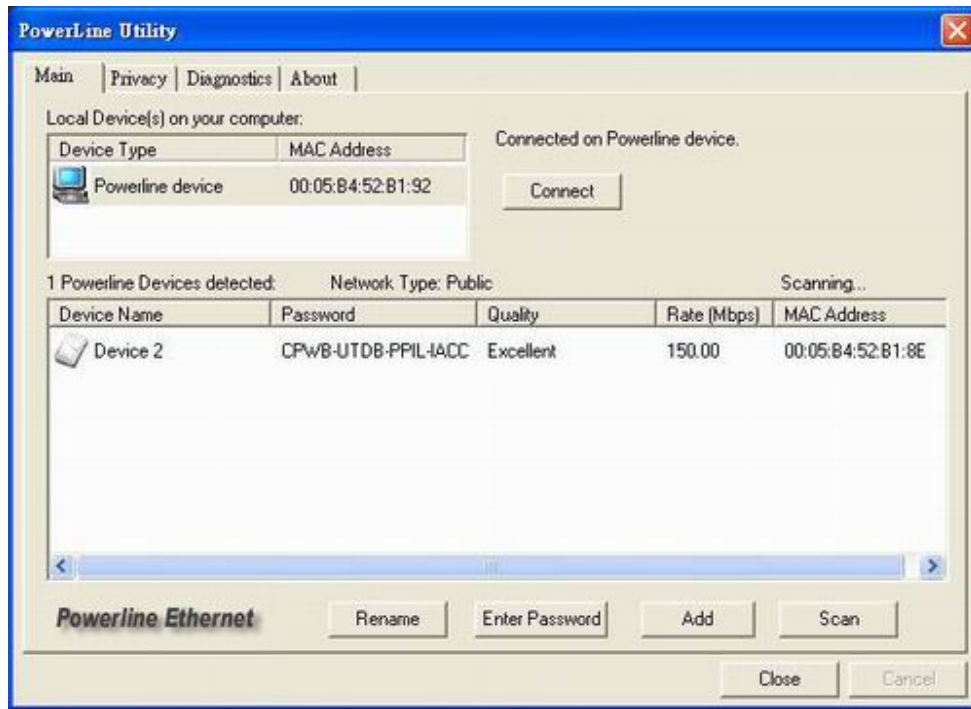 PowerLine Utility
Main Privacy Diagnostics About
Local Device(s) on your computer:
Device Type MAC Address
Powerline device 00:05:B4:52:B1:92
Connected on Powerline device.
Connect
1 Powerline Devices detected: Network Type: Public Scanning...
Device Name Password Quality Rate (Mbps) MAC Address
Device 2 CPWB-UTDB-PPIL-IACC Excellent 150.00 00:05:B4:52:B1:8E
Powerline Ethernet Rename Enter Password Add Scan
Close Cancel